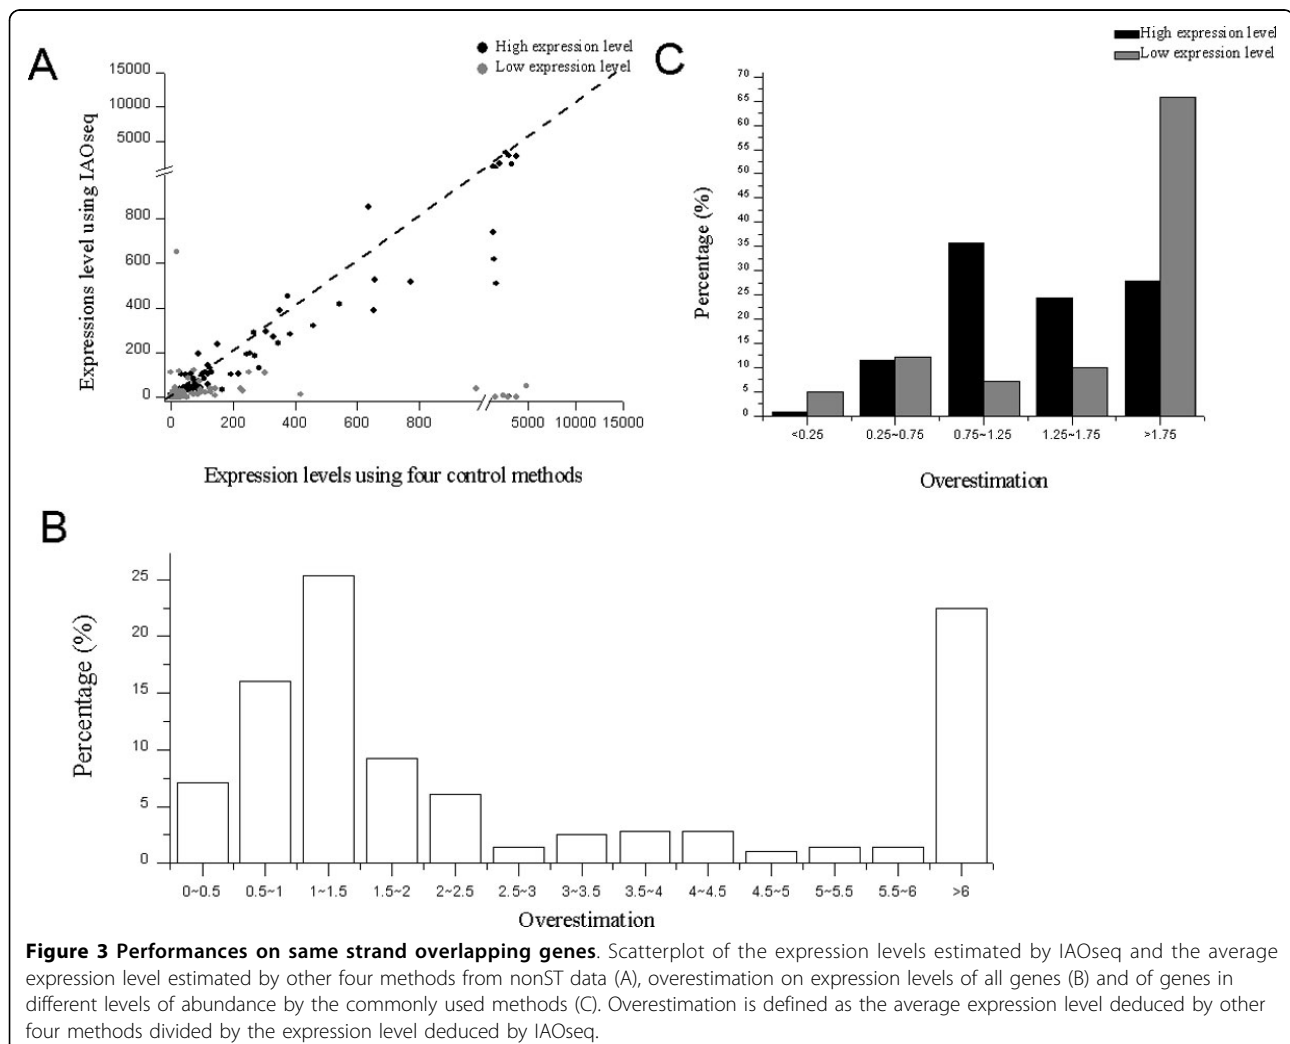 A
High expression level
Low expression level
15000
10000
5000
800
600
400
200
0
Expressions level using IAOseq
0 200 400 600 800 5000 10000 15000
Expression levels using four control methods
C
High expression level
Low expression level
70
65
60
55
50
45
40
35
30
25
20
15
10
5
0
Percentage (%)
<0.25 0.25~0.75 0.75~1.25 1.25~1.75 >1.75
Overestimation
B
25
20
15
10
5
0
Percentage (%)
0~0.5 0.5~1 1~1.5 1.5~2 2~2.5 2.5~3 3~3.5 3.5~4 4~4.5 4.5~5 5~5.5 5.5~6 >6
Overestimation
Figure 3 Performances on same strand overlapping genes. Scatterplot of the expression levels estimated by IAOseq and the average
expression level estimated by other four methods from nonST data (A), overestimation on expression levels of all genes (B) and of genes in
different levels of abundance by the commonly used methods (C). Overestimation is defined as the average expression level deduced by other
four methods divided by the expression level deduced by IAOseq.